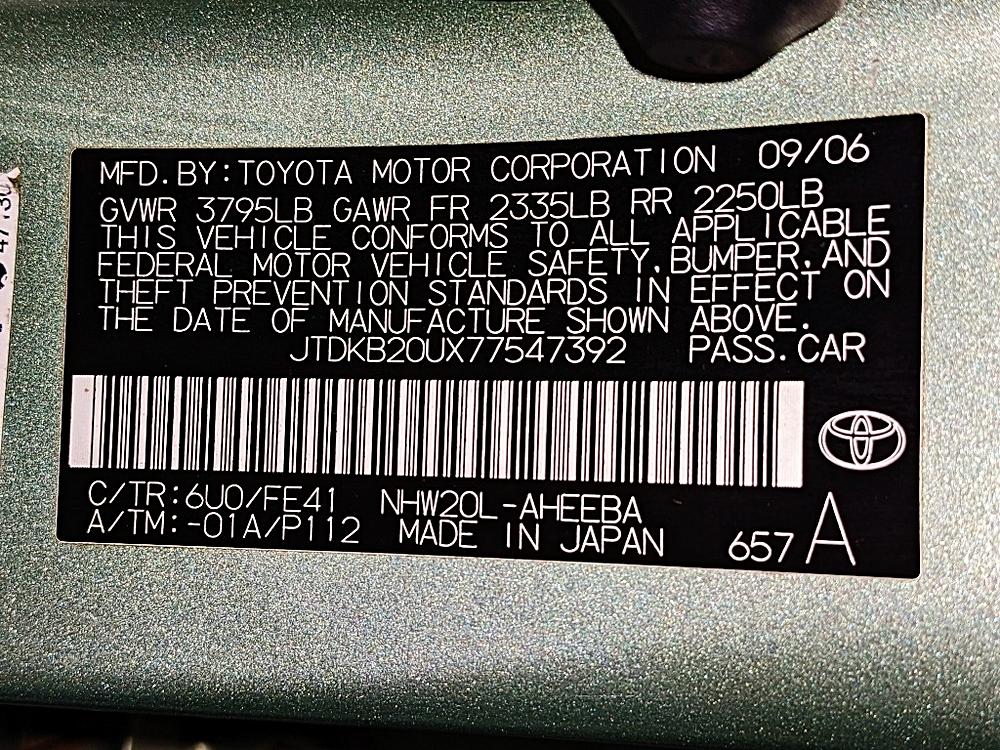 MFD.BY:TOYOTA MOTOR CORPORATION 09/06
GVWR 3795LB GAWR FR 2335LB RR 2250LB
THIS VEHICLE CONFORMS TO ALL APPLICABLE
FEDERAL MOTOR VEHICLE SAFETY,BUMPER,AND
THEFT PREVENTION STANDARDS IN EFFECT ON
THE DATE OF MANUFACTURE SHOWN ABOVE.
JTDKB20UX77547392 PASS.CAR
C/TR:6U0/FE41 NHW20L-AHEEBA
A/TM:-01A/P112 MADE IN JAPAN 657 A